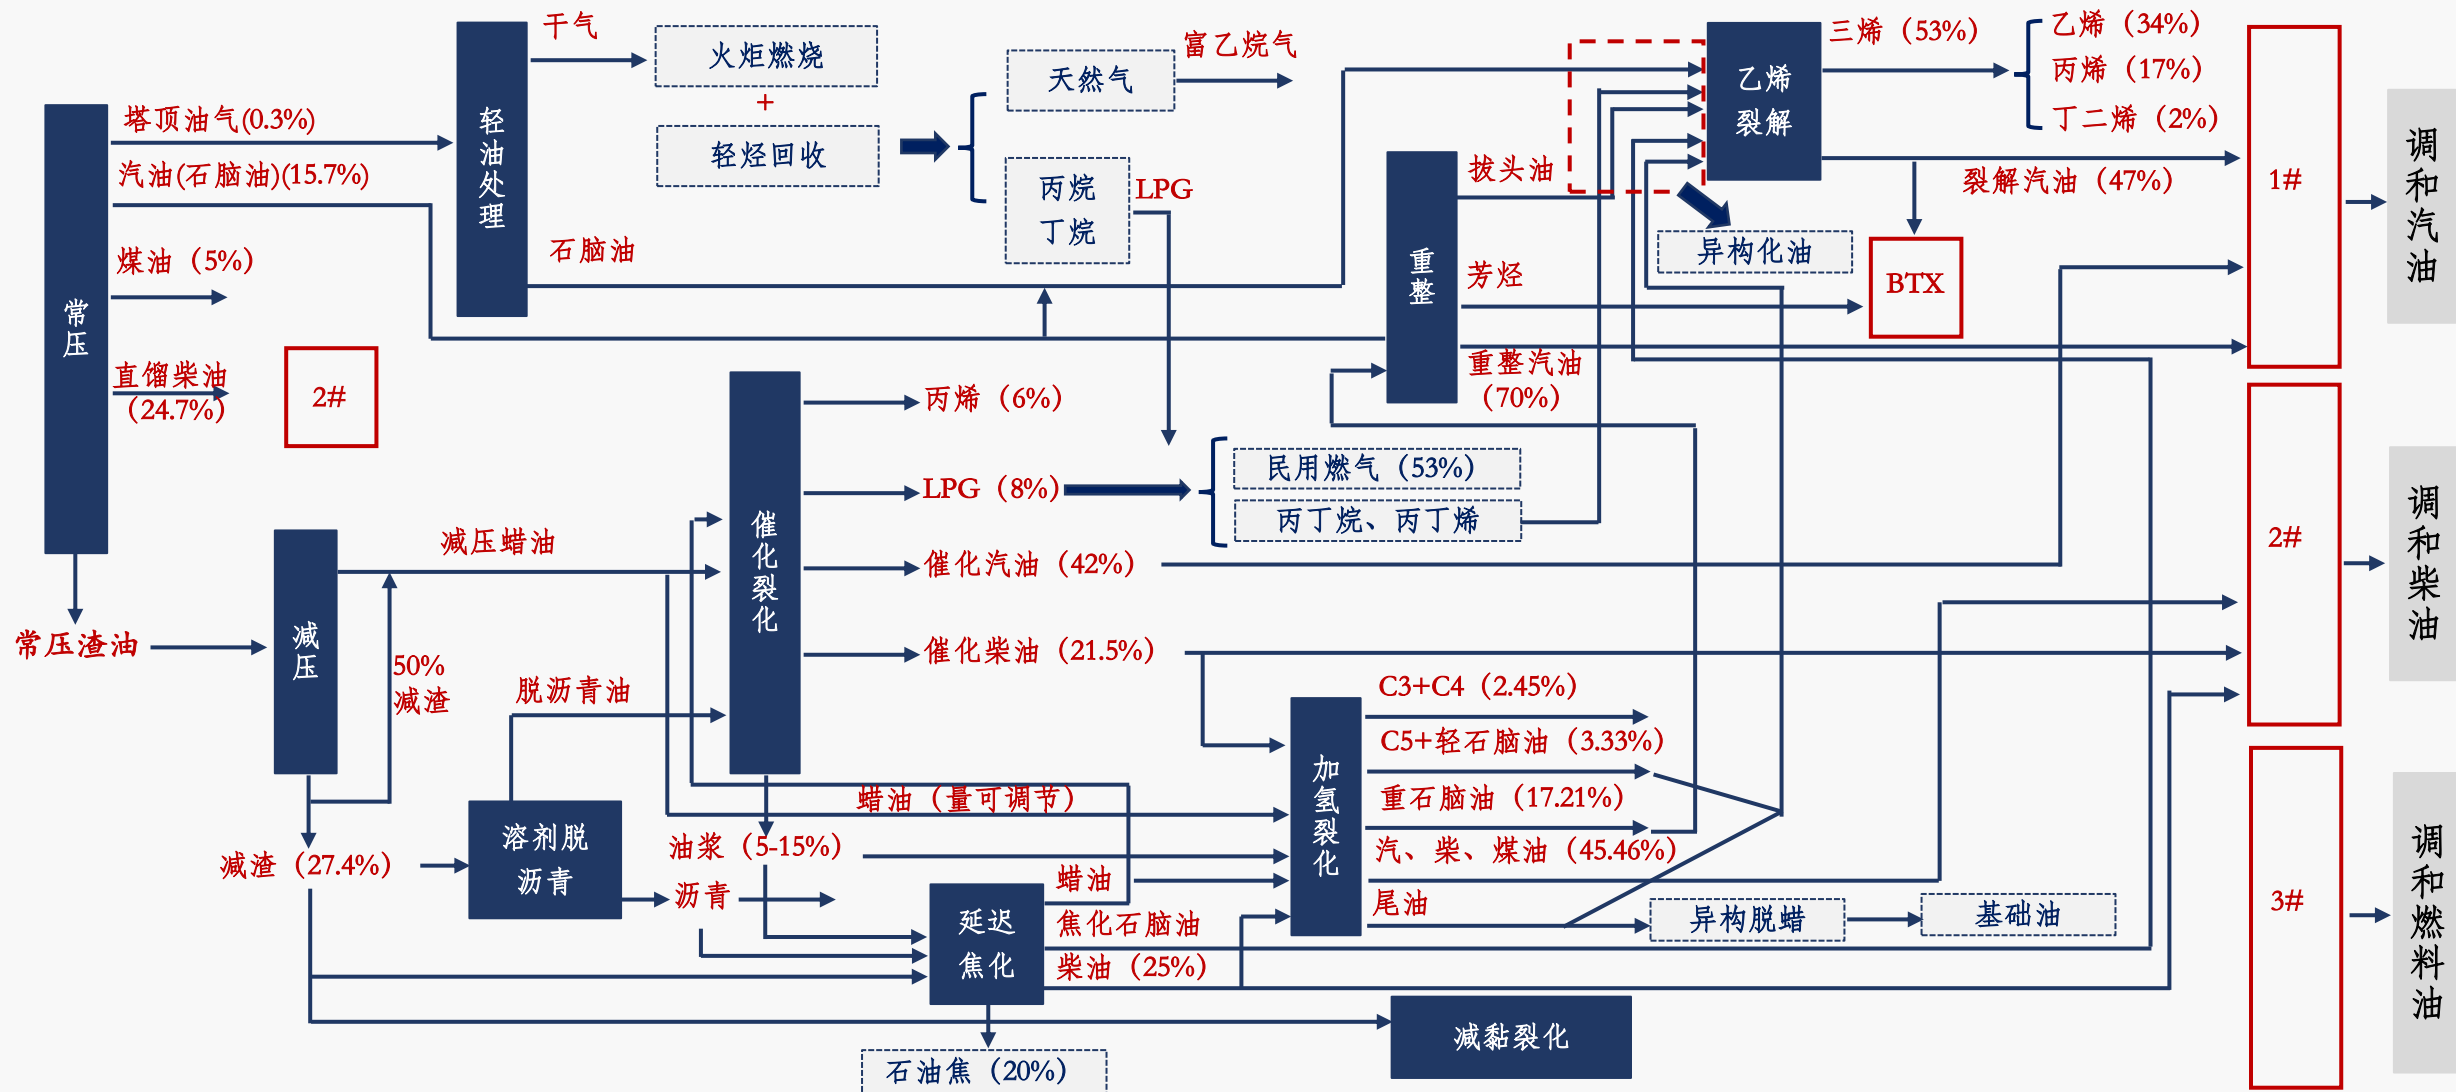 常压
塔顶油气(0.3%)
汽油(石脑油)(15.7%)
煤油（5%）
直馏柴油
（24.7%）
2#
常压渣油
减压
减压蜡油
50%
减渣
减渣（27.4%）
轻油处理
干气
火炬燃烧
+
轻烃回收
石脑油
天然气
富乙烷气
丙烷
丁烷
LPG
溶剂脱
沥青
脱沥青油
沥青
催化裂化
丙烯（6%）
LPG（8%）
民用燃气（53%）
丙丁烷、丙丁烯
催化汽油（42%）
催化柴油（21.5%）
蜡油（量可调节）
油浆（5-15%）
延迟
焦化
蜡油
焦化石脑油
柴油（25%）
石油焦（20%）
重整
拔头油
芳烃
重整汽油
（70%）
加氢裂化
C3+C4（2.45%）
C5+轻石脑油（3.33%）
重石脑油（17.21%）
汽、柴、煤油（45.46%）
尾油
异构脱蜡
基础油
减黏裂化
乙烯
裂解
三烯（53%）
乙烯（34%）
丙烯（17%）
丁二烯（2%）
裂解汽油（47%）
异构化油
BTX
1#
调和汽油
2#
调和柴油
3#
调和燃料油